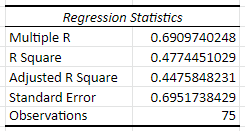 Regression Statistics
Multiple R 0.6909740248
R Square 0.4774451029
Adjusted R Square 0.4475848231
Standard Error 0.6951738429
Observations 75